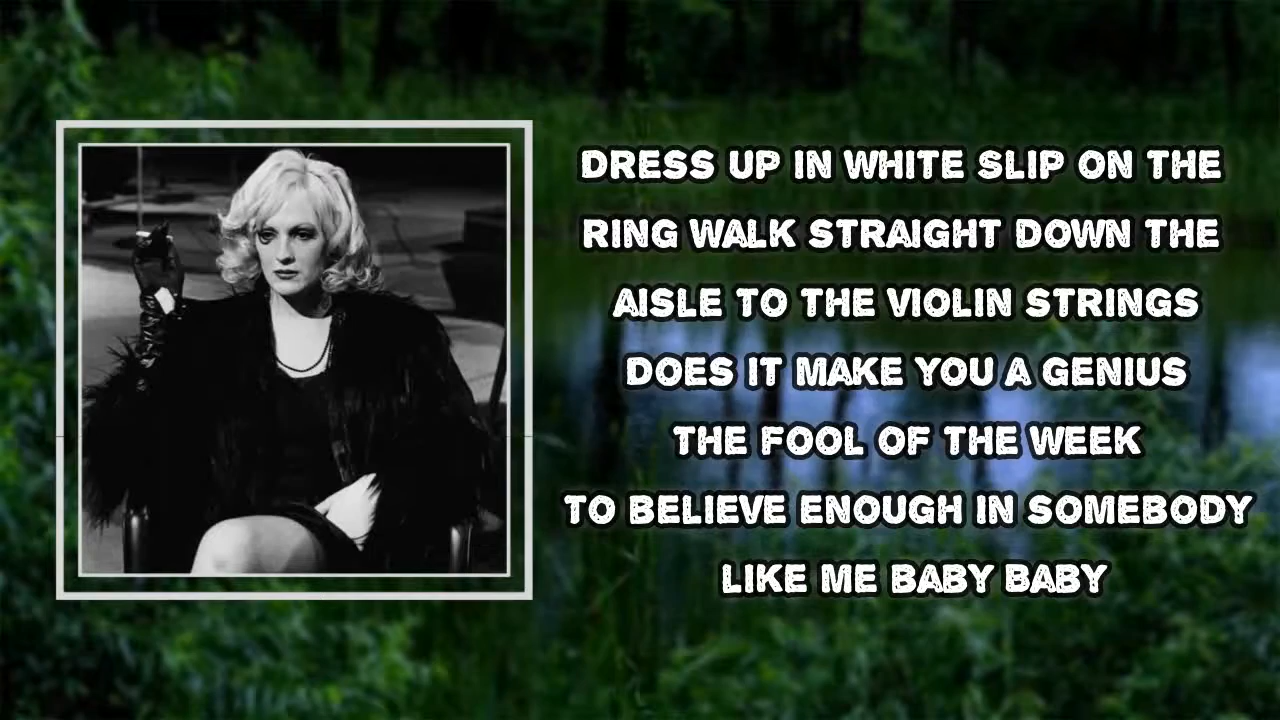 DRESS UP IN WHITE SLIP ON THE
RING WALK STRAIGHT DOWN THE
AISLE TO THE VIOLIN STRINGS
DOES IT MAKE YOU A GENIUS
THE FOOL OF THE WEEK
TO BELIEVE ENOUGH IN SOMEBODY
LIKE ME BABY BABY